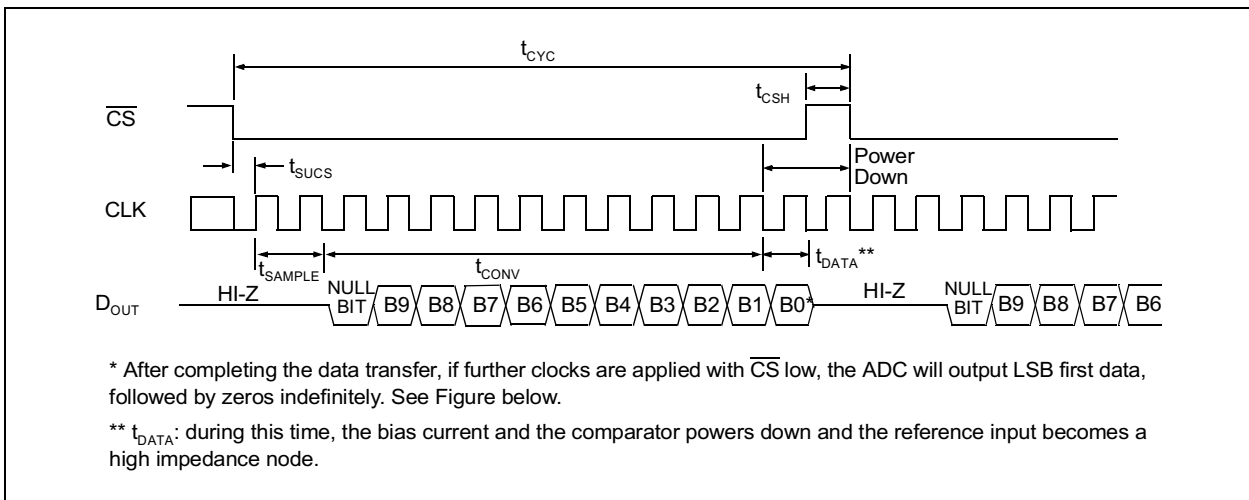 tCYC
tCSH
CS
Power
Down
tSUCS
CLK
tSAMPLE
tCONV
tDATA**
DOUT
HI-Z
NULL
BIT
B9 B8 B7 B6 B5 B4 B3 B2 B1 B0*
HI-Z
NULL
BIT
B9 B8 B7 B6
* After completing the data transfer, if further clocks are applied with CS low, the ADC will output LSB first data,
followed by zeros indefinitely. See Figure below.
** tDATA: during this time, the bias current and the comparator powers down and the reference input becomes a
high impedance node.